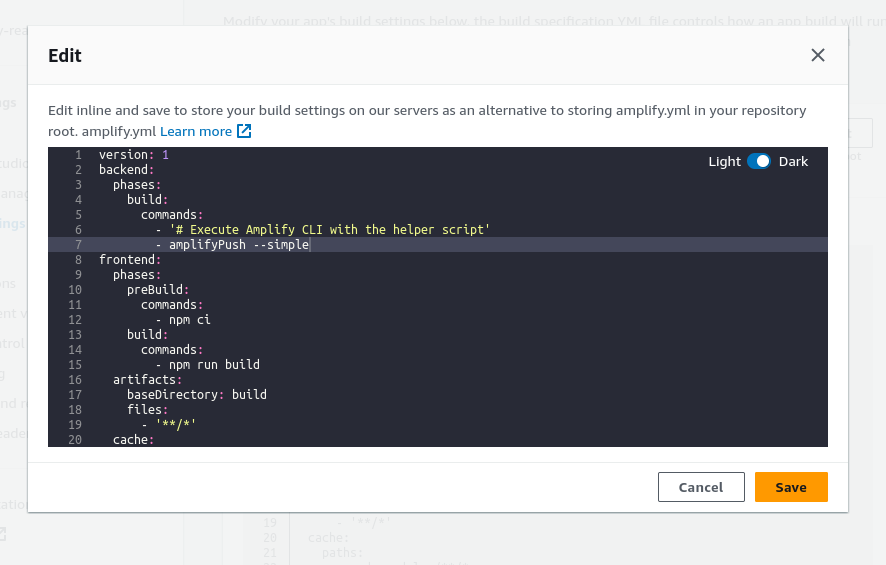 Modify your app's build settings below, the build specification YAML file controls how an app build will run
Edit
Edit inline and save to store your build settings on our servers as an alternative to storing amplify.yml in your repository
root. amplify.yml Learn more
Light Dark
1 version: 1
2 backend:
3 phases:
4 build:
5 commands:
6 - '# Execute Amplify CLI with the helper script'
7 - amplifyPush --simple
8 frontend:
9 phases:
10 preBuild:
11 commands:
12 - npm ci
13 build:
14 commands:
15 - npm run build
16 artifacts:
17 baseDirectory: build
18 files:
19 - '**/*'
20 cache:
Cancel Save
19 - '**/*'
20 cache:
21 paths: